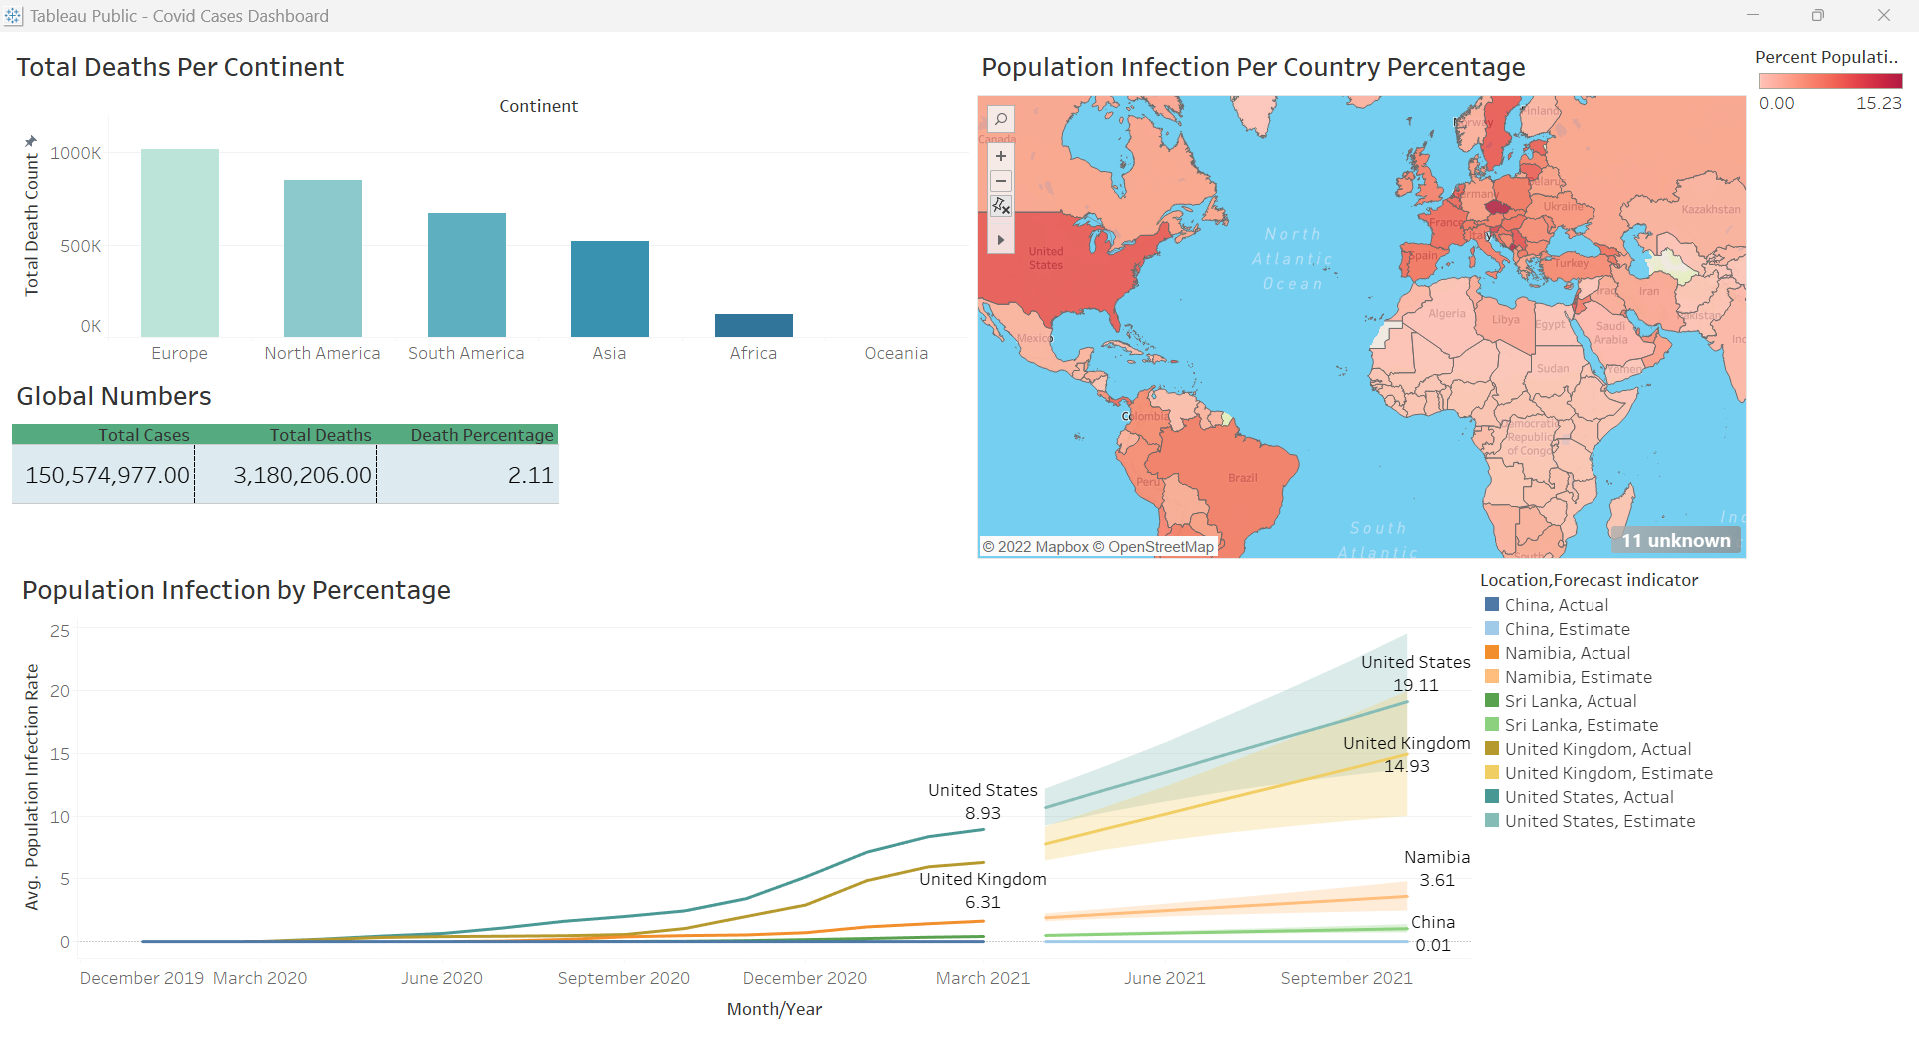 Tableau Public - Covid Cases Dashboard
Total Deaths Per Continent
Continent
Total Death Count
1000K
500K
0K
Europe
North America
South America
Asia
Africa
Oceania
Global Numbers
Total Cases
Total Deaths
Death Percentage
150,574,977.00
3,180,206.00
2.11
Population Infection Per Country Percentage
Percent Populati..
0.00
15.23
Canada
United
States
Mexico
North
Atlantic
Ocean
Finland
Belarus
Ukraine
France
Spain
Turkey
Kazakhstan
Iran
Algeria
Libya
Egypt
Saudi
Arabia
Yemen
Sudan
Democratic
Republic
of Congo
Colombia
Peru
Brazil
South
Atlantic
© 2022 Mapbox © OpenStreetMap
11 unknown
Population Infection by Percentage
Avg. Population Infection Rate
25
20
15
10
5
0
United States
8.93
United Kingdom
6.31
United States
19.11
United Kingdom
14.93
Namibia
3.61
China
0.01
December 2019
March 2020
June 2020
September 2020
December 2020
March 2021
June 2021
September 2021
Month/Year
Location,Forecast indicator
China, Actual
China, Estimate
Namibia, Actual
Namibia, Estimate
Sri Lanka, Actual
Sri Lanka, Estimate
United Kingdom, Actual
United Kingdom, Estimate
United States, Actual
United States, Estimate